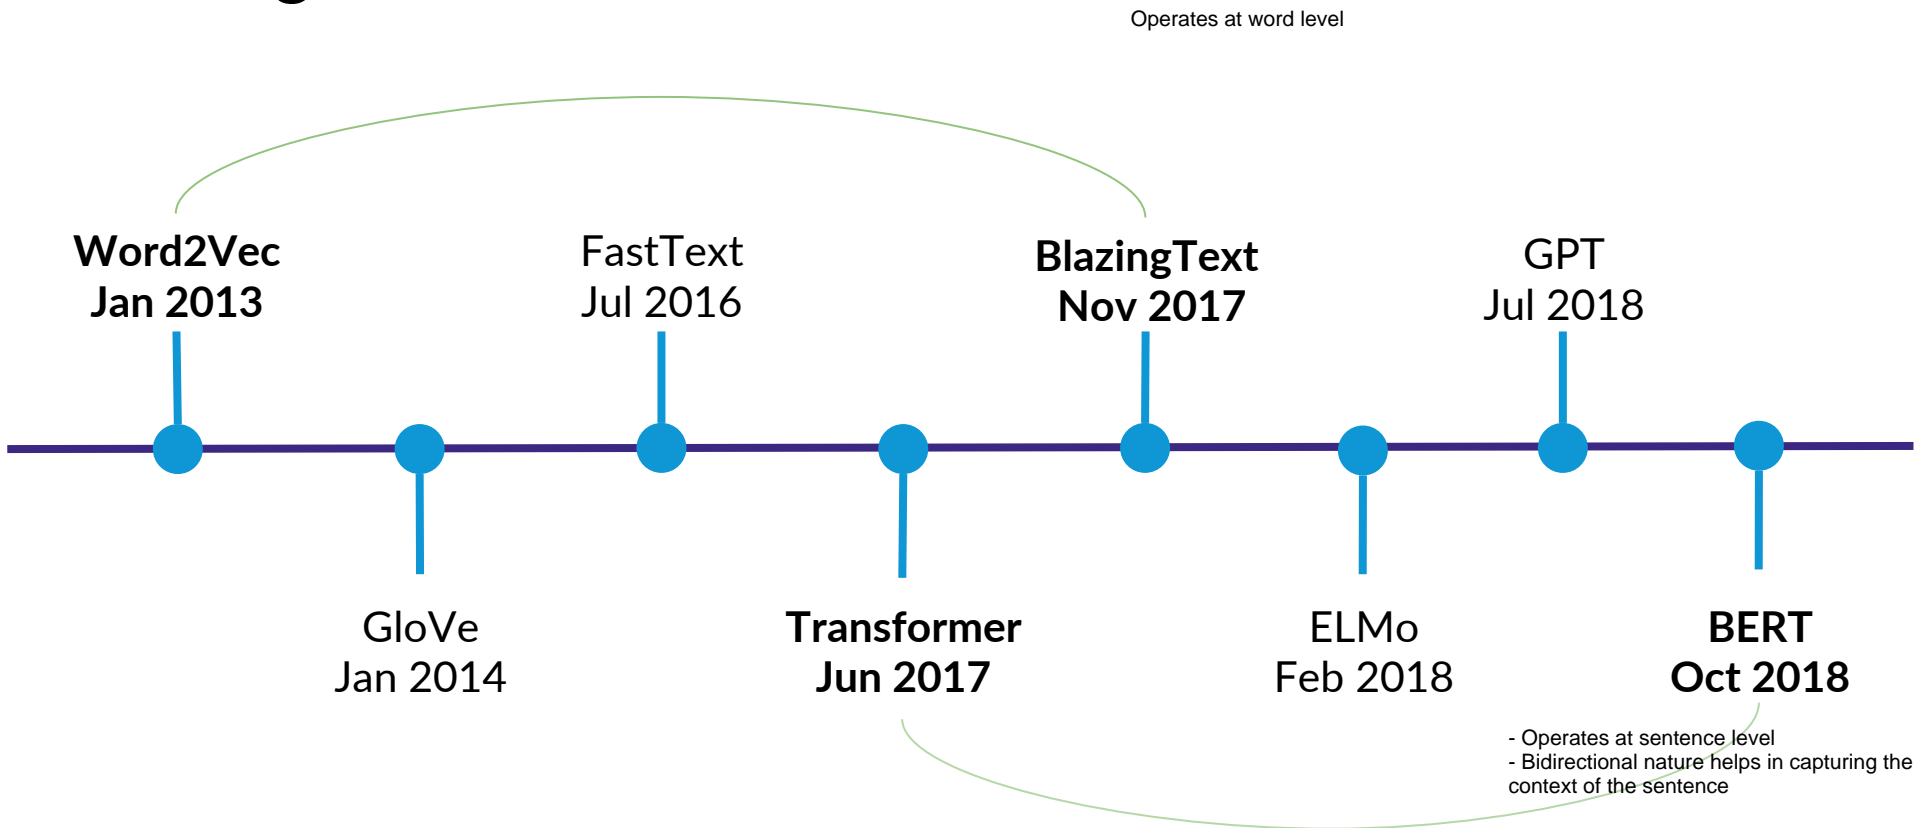 Operates at word level
Word2Vec
Jan 2013
FastText
Jul 2016
BlazingText
Nov 2017
GPT
Jul 2018
GloVe
Jan 2014
Transformer
Jun 2017
ELMo
Feb 2018
BERT
Oct 2018
- Operates at sentence level
- Bidirectional nature helps in capturing the
context of the sentence